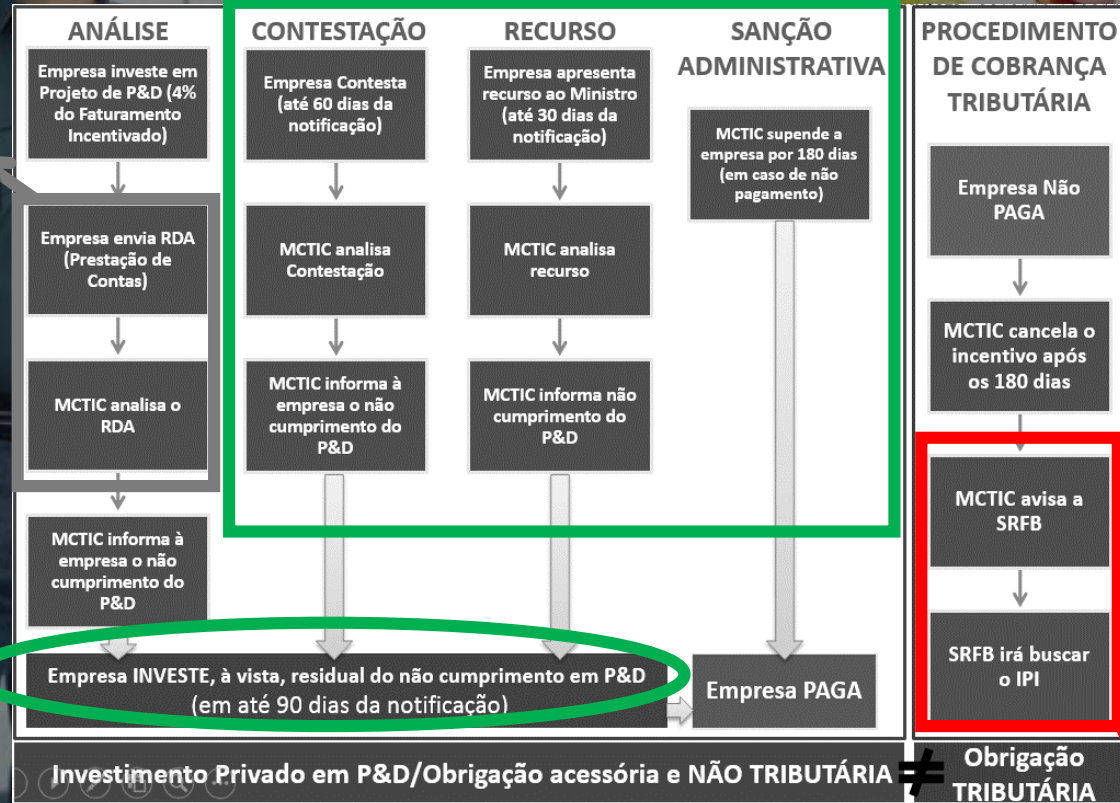 ANÁLISE
Empresa investe em
Projeto de P&D (4%
do Faturamento
Incentivado)
Empresa envia RDA
(Prestação de
Contas)
MCTIC analisa o
RDA
MCTIC informa à
empresa o não
cumprimento do
P&D
CONTESTAÇÃO
Empresa Contesta
(até 60 dias da
notificação)
MCTIC analisa
Contestação
MCTIC informa à
empresa o não
cumprimento do
P&D
RECURSO
Empresa apresenta
recurso ao Ministro
(até 30 dias da
notificação)
MCTIC analisa
recurso
MCTIC informa não
cumprimento do
P&D
SANÇÃO
ADMINISTRATIVA
MCTIC supende a
empresa por 180 dias
(em caso de não
pagamento)
Empresa INVESTE, à vista, residual do não cumprimento em P&D
(em até 90 dias da notificação)
Empresa PAGA
PROCEDIMENTO
DE COBRANÇA
TRIBUTÁRIA
Empresa Não
PAGA
MCTIC cancela o
incentivo após
os 180 dias
MCTIC avisa a
SRFB
SRFB irá buscar
o IPI
Investimento Privado em P&D/Obrigação acessória e NÃO TRIBUTÁRIA
≠
Obrigação
TRIBUTÁRIA